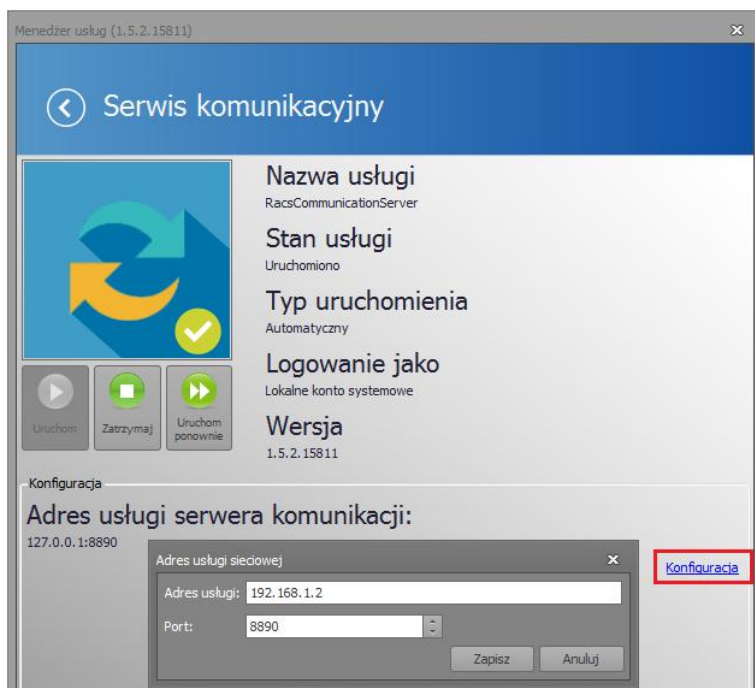 Menedżer usług (1.5.2.15811)
Serwis komunikacyjny
Nazwa usługi
RacsCommunicationServer
Stan usługi
Uruchomiono
Typ uruchomienia
Automatyczny
Logowanie jako
Lokalne konto systemowe
Wersja
1.5.2.15811
Uruchom
Zatrzymaj
Uruchom
ponownie
Konfiguracja
Adres usługi serwera komunikacji:
127.0.0.1:8890
Konfiguracja
Adres usługi sieciowej
Adres usługi: 192.168.1.2
Port: 8890
Zapisz Anuluj